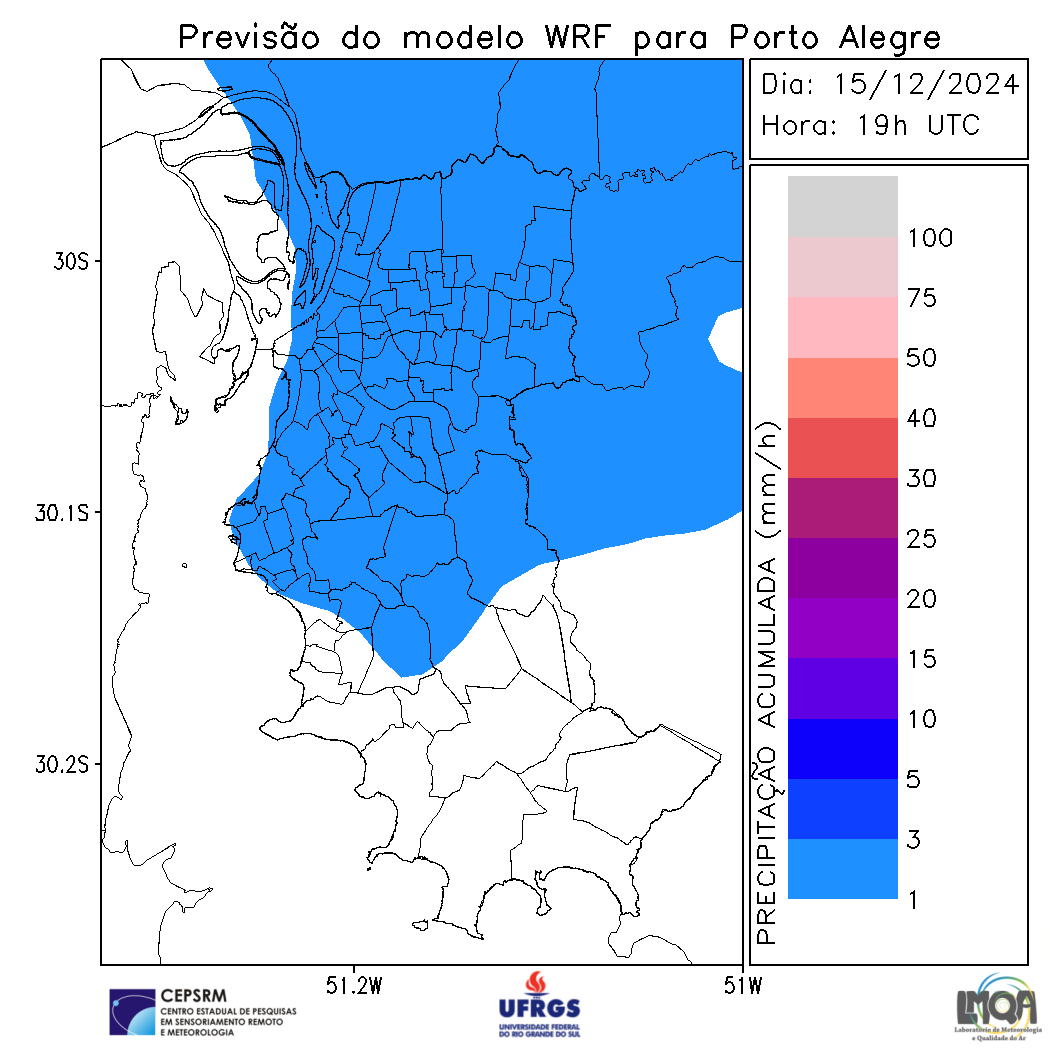 Previsão do modelo WRF para Porto Alegre
Dia: 15/12/2024
Hora: 19h UTC
30S
30.1S
30.2S
51.2W
51W
PRECIPITAÇÃO ACUMULADA (mm/h)
100
75
50
40
30
25
20
15
10
5
3
1
CEPSRM
CENTRO ESTADUAL DE PESQUISAS
EM SENSORIAMENTO REMOTO
E METEOROLOGIA
UFRGS
UNIVERSIDADE FEDERAL
DO RIO GRANDE DO SUL
LMQA
Laboratório de Meteorologia
e Qualidade do Ar